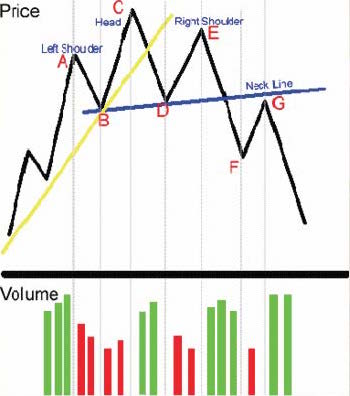 Price
C
Head
Right Shoulder
Left Shoulder
E
A
Neck Line
B
D
G
F
Volume